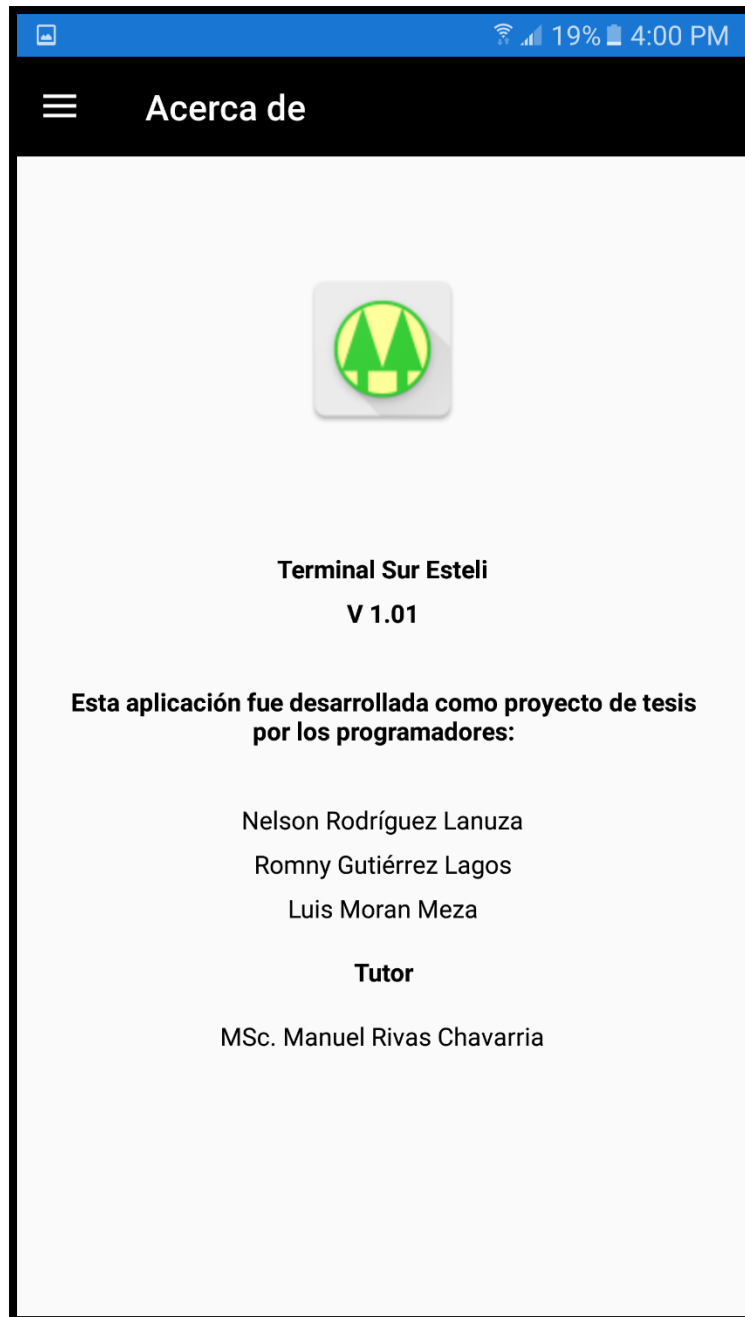 19% 4:00 PM
Acerca de
Terminal Sur Esteli
V 1.01
Esta aplicación fue desarrollada como proyecto de tesis
por los programadores:
Nelson Rodríguez Lanuza
Romny Gutiérrez Lagos
Luis Moran Meza
Tutor
MSc. Manuel Rivas Chavarria